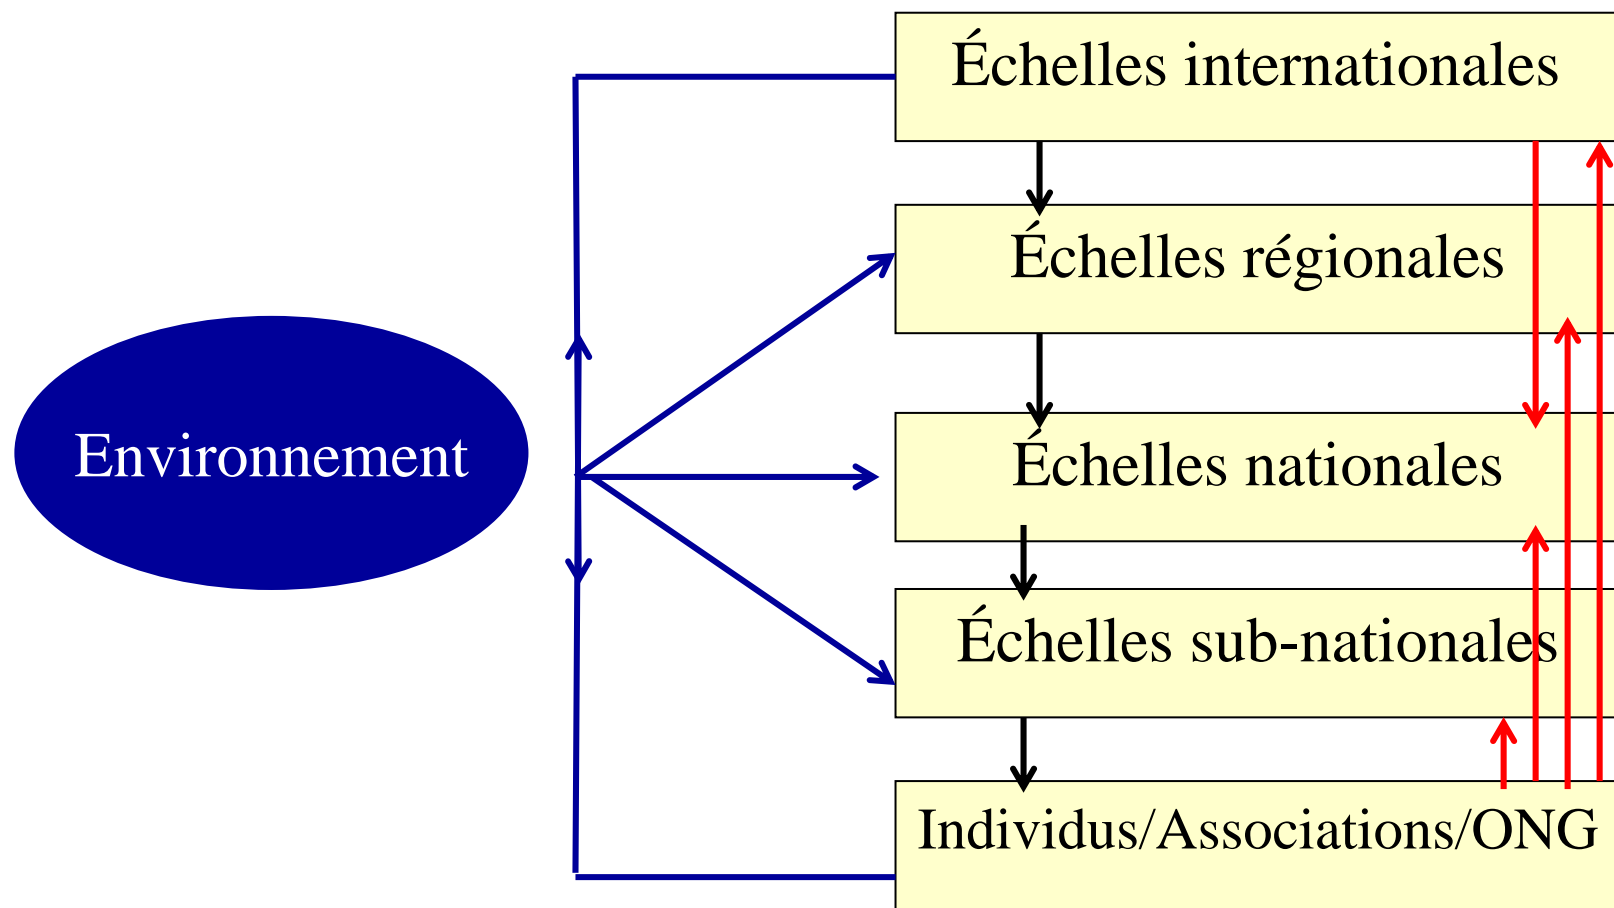 Échelles internationales
Échelles régionales
Environnement
Échelles nationales
Échelles sub-nationales
Individus/Associations/ONG